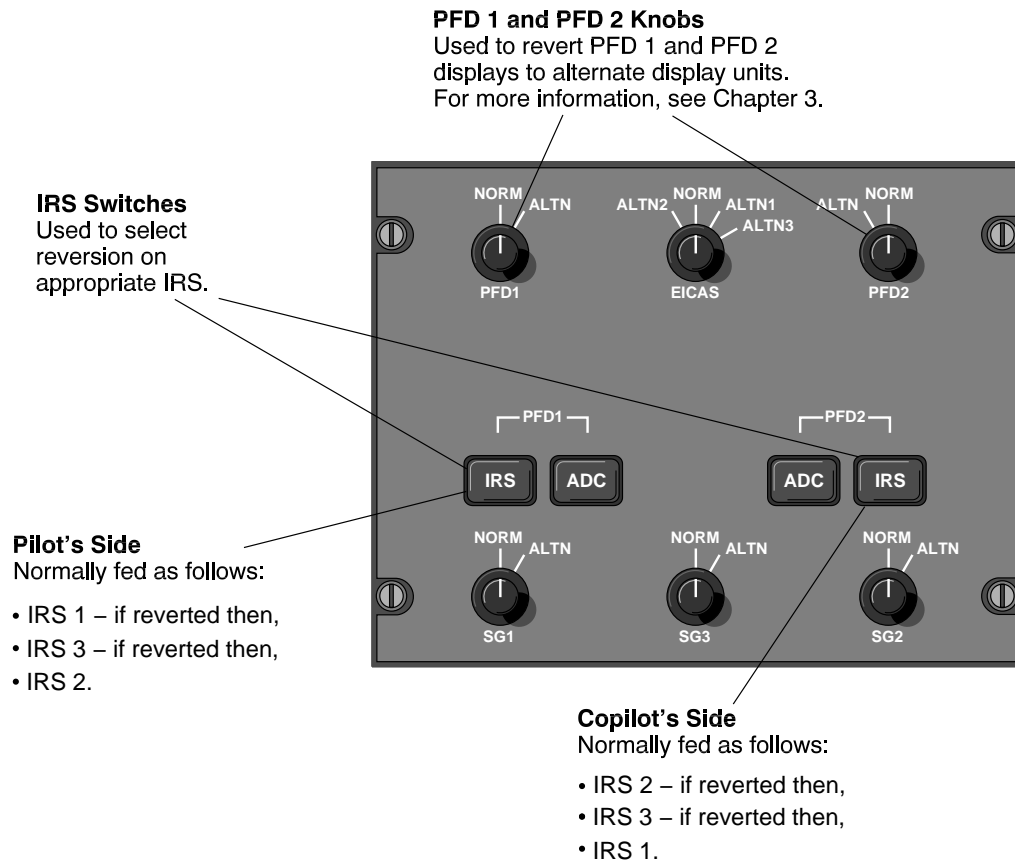 PFD 1 and PFD 2 Knobs
Used to revert PFD 1 and PFD 2
displays to alternate display units.
For more information, see Chapter 3.
IRS Switches
Used to select
reversion on
appropriate IRS.
NORM
ALTN
PFD1
ALTN2
NORM
ALTN1
ALTN3
EICAS
ALTN
NORM
PFD2
PFD1
PFD2
IRS
ADC
ADC
IRS
Pilot's Side
Normally fed as follows:
• IRS 1 – if reverted then,
• IRS 3 – if reverted then,
• IRS 2.
NORM
ALTN
SG1
NORM
ALTN
SG3
NORM
ALTN
SG2
Copilot's Side
Normally fed as follows:
• IRS 2 – if reverted then,
• IRS 3 – if reverted then,
• IRS 1.